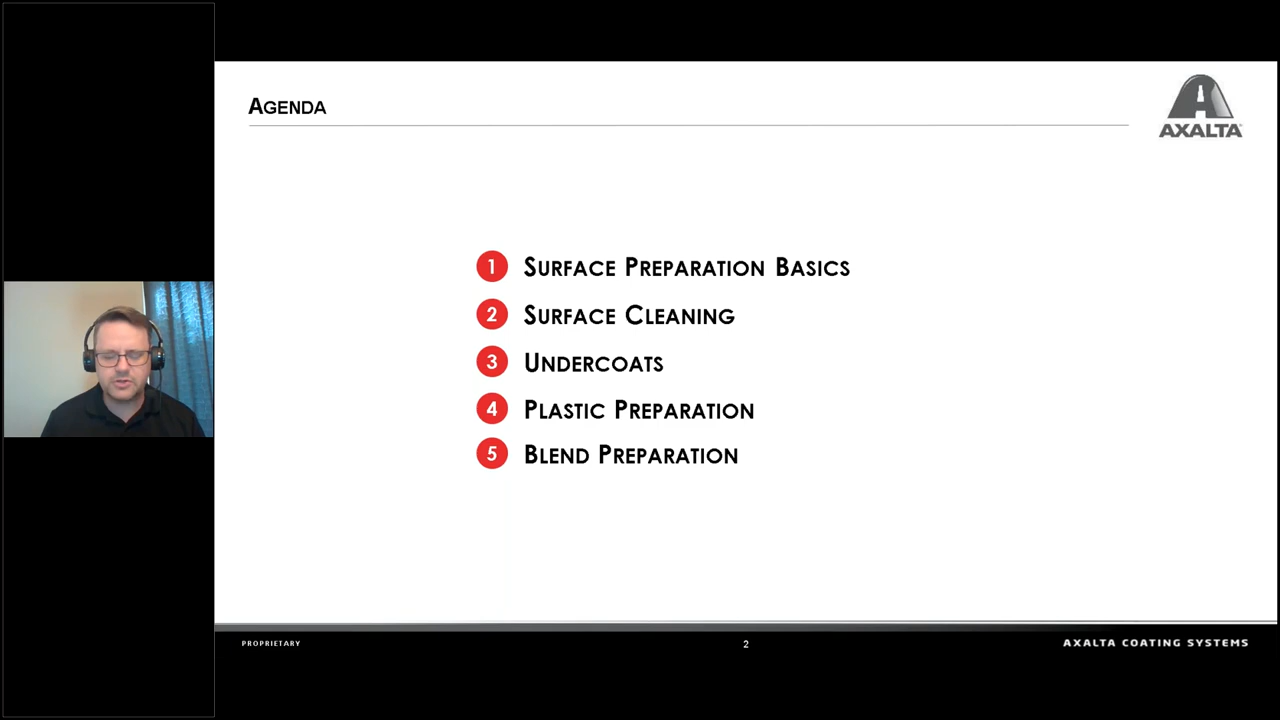 AGENDA
AXALTA
1 SURFACE PREPARATION BASICS
2 SURFACE CLEANING
3 UNDERCOATS
4 PLASTIC PREPARATION
5 BLEND PREPARATION
PROPRIETARY
2
AXALTA COATING SYSTEMS